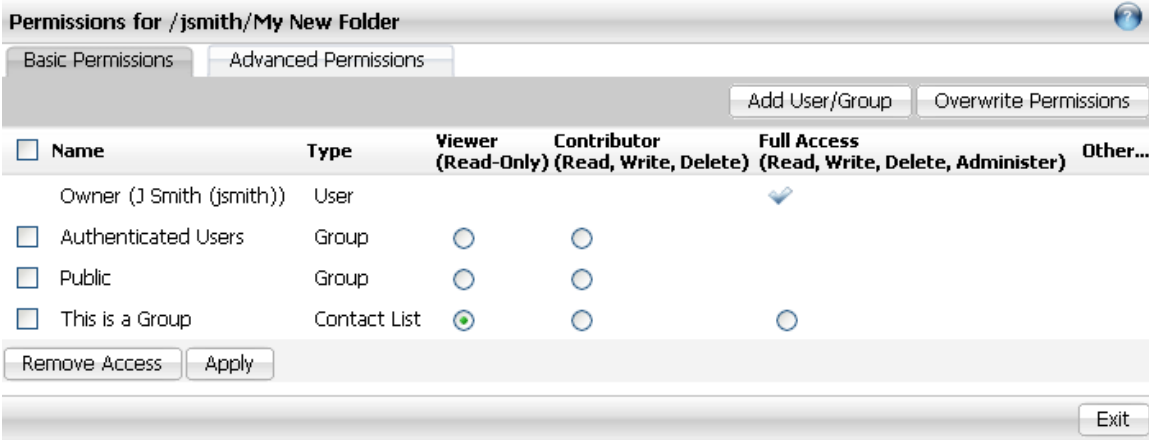 Permissions for /jsmith/My New Folder
?
Basic Permissions Advanced Permissions
Add User/Group Overwrite Permissions
Name Type Viewer (Read-Only) Contributor (Read, Write, Delete) Full Access (Read, Write, Delete, Administer) Other...
Owner (J Smith (jsmith)) User
Authenticated Users Group
Public Group
This is a Group Contact List
Remove Access Apply
Exit